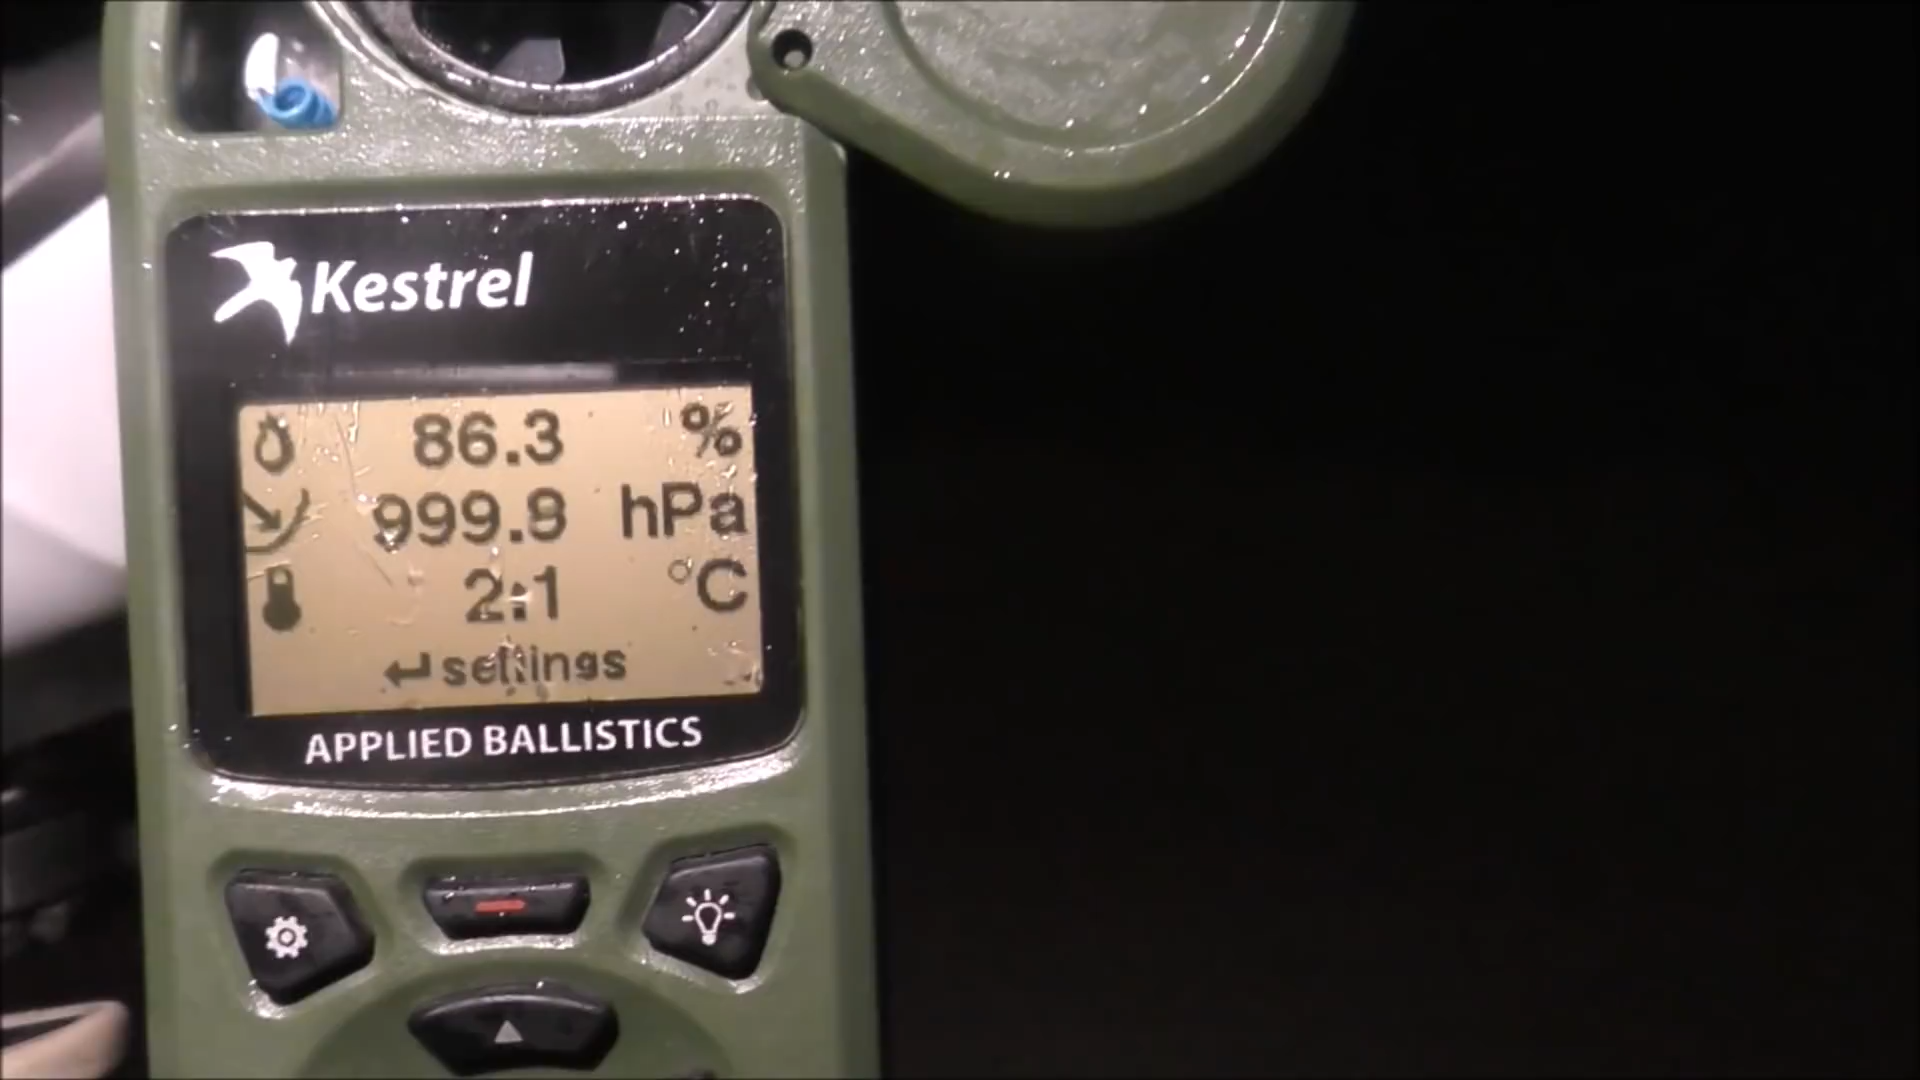 Kestrel
86.3 %
999.8 hPa
2.1 °C
↵ settings
APPLIED BALLISTICS